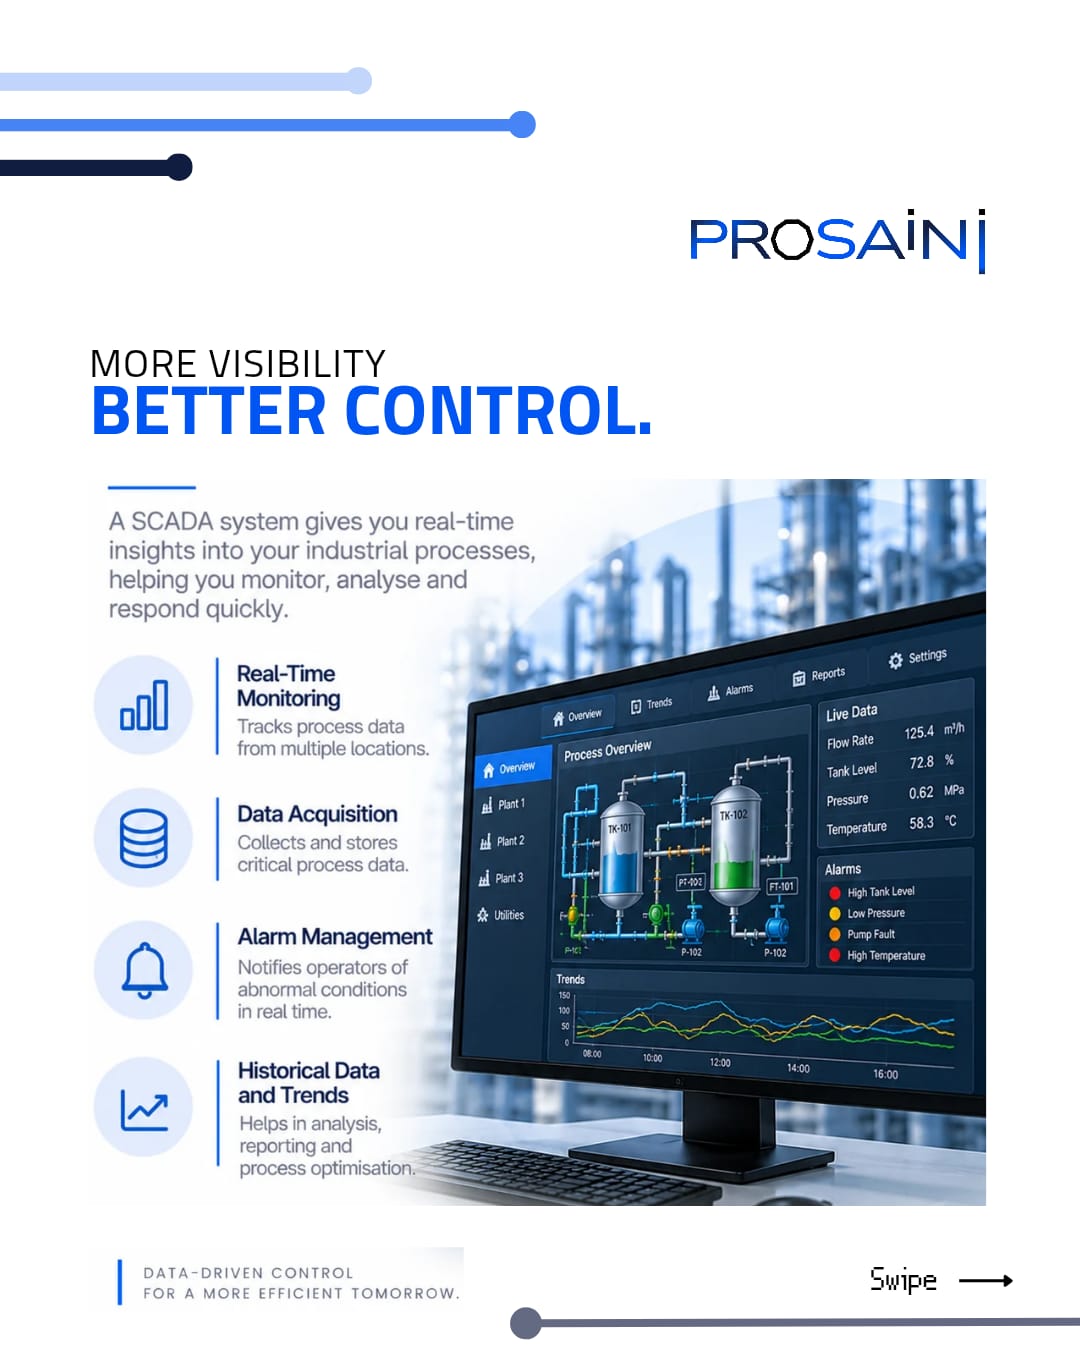 PROSAINJ
MORE VISIBILITY
BETTER CONTROL.
A SCADA system gives you real-time
insights into your industrial processes,
helping you monitor, analyse and
respond quickly.
Real-Time
Monitoring
Tracks process data
from multiple locations.
Data Acquisition
Collects and stores
critical process data.
Alarm Management
Notifies operators of
abnormal conditions
in real time.
Historical Data
and Trends
Helps in analysis,
reporting and
process optimisation.
Overview
Trends
Alarms
Reports
Settings
Overview
Plant 1
Plant 2
Plant 3
Utilities
Process Overview
TK-101
TK-102
FT-101
P-102
P-102
Live Data
Flow Rate 125.4 m³/h
Tank Level 72.8 %
Pressure 0.62 MPa
Temperature 58.3 °C
Alarms
High Tank Level
Low Pressure
Pump Fault
High Temperature
Trends
150
100
50
0
08:00 10:00 12:00 14:00 16:00
DATA-DRIVEN CONTROL
FOR A MORE EFFICIENT TOMORROW.
Swipe